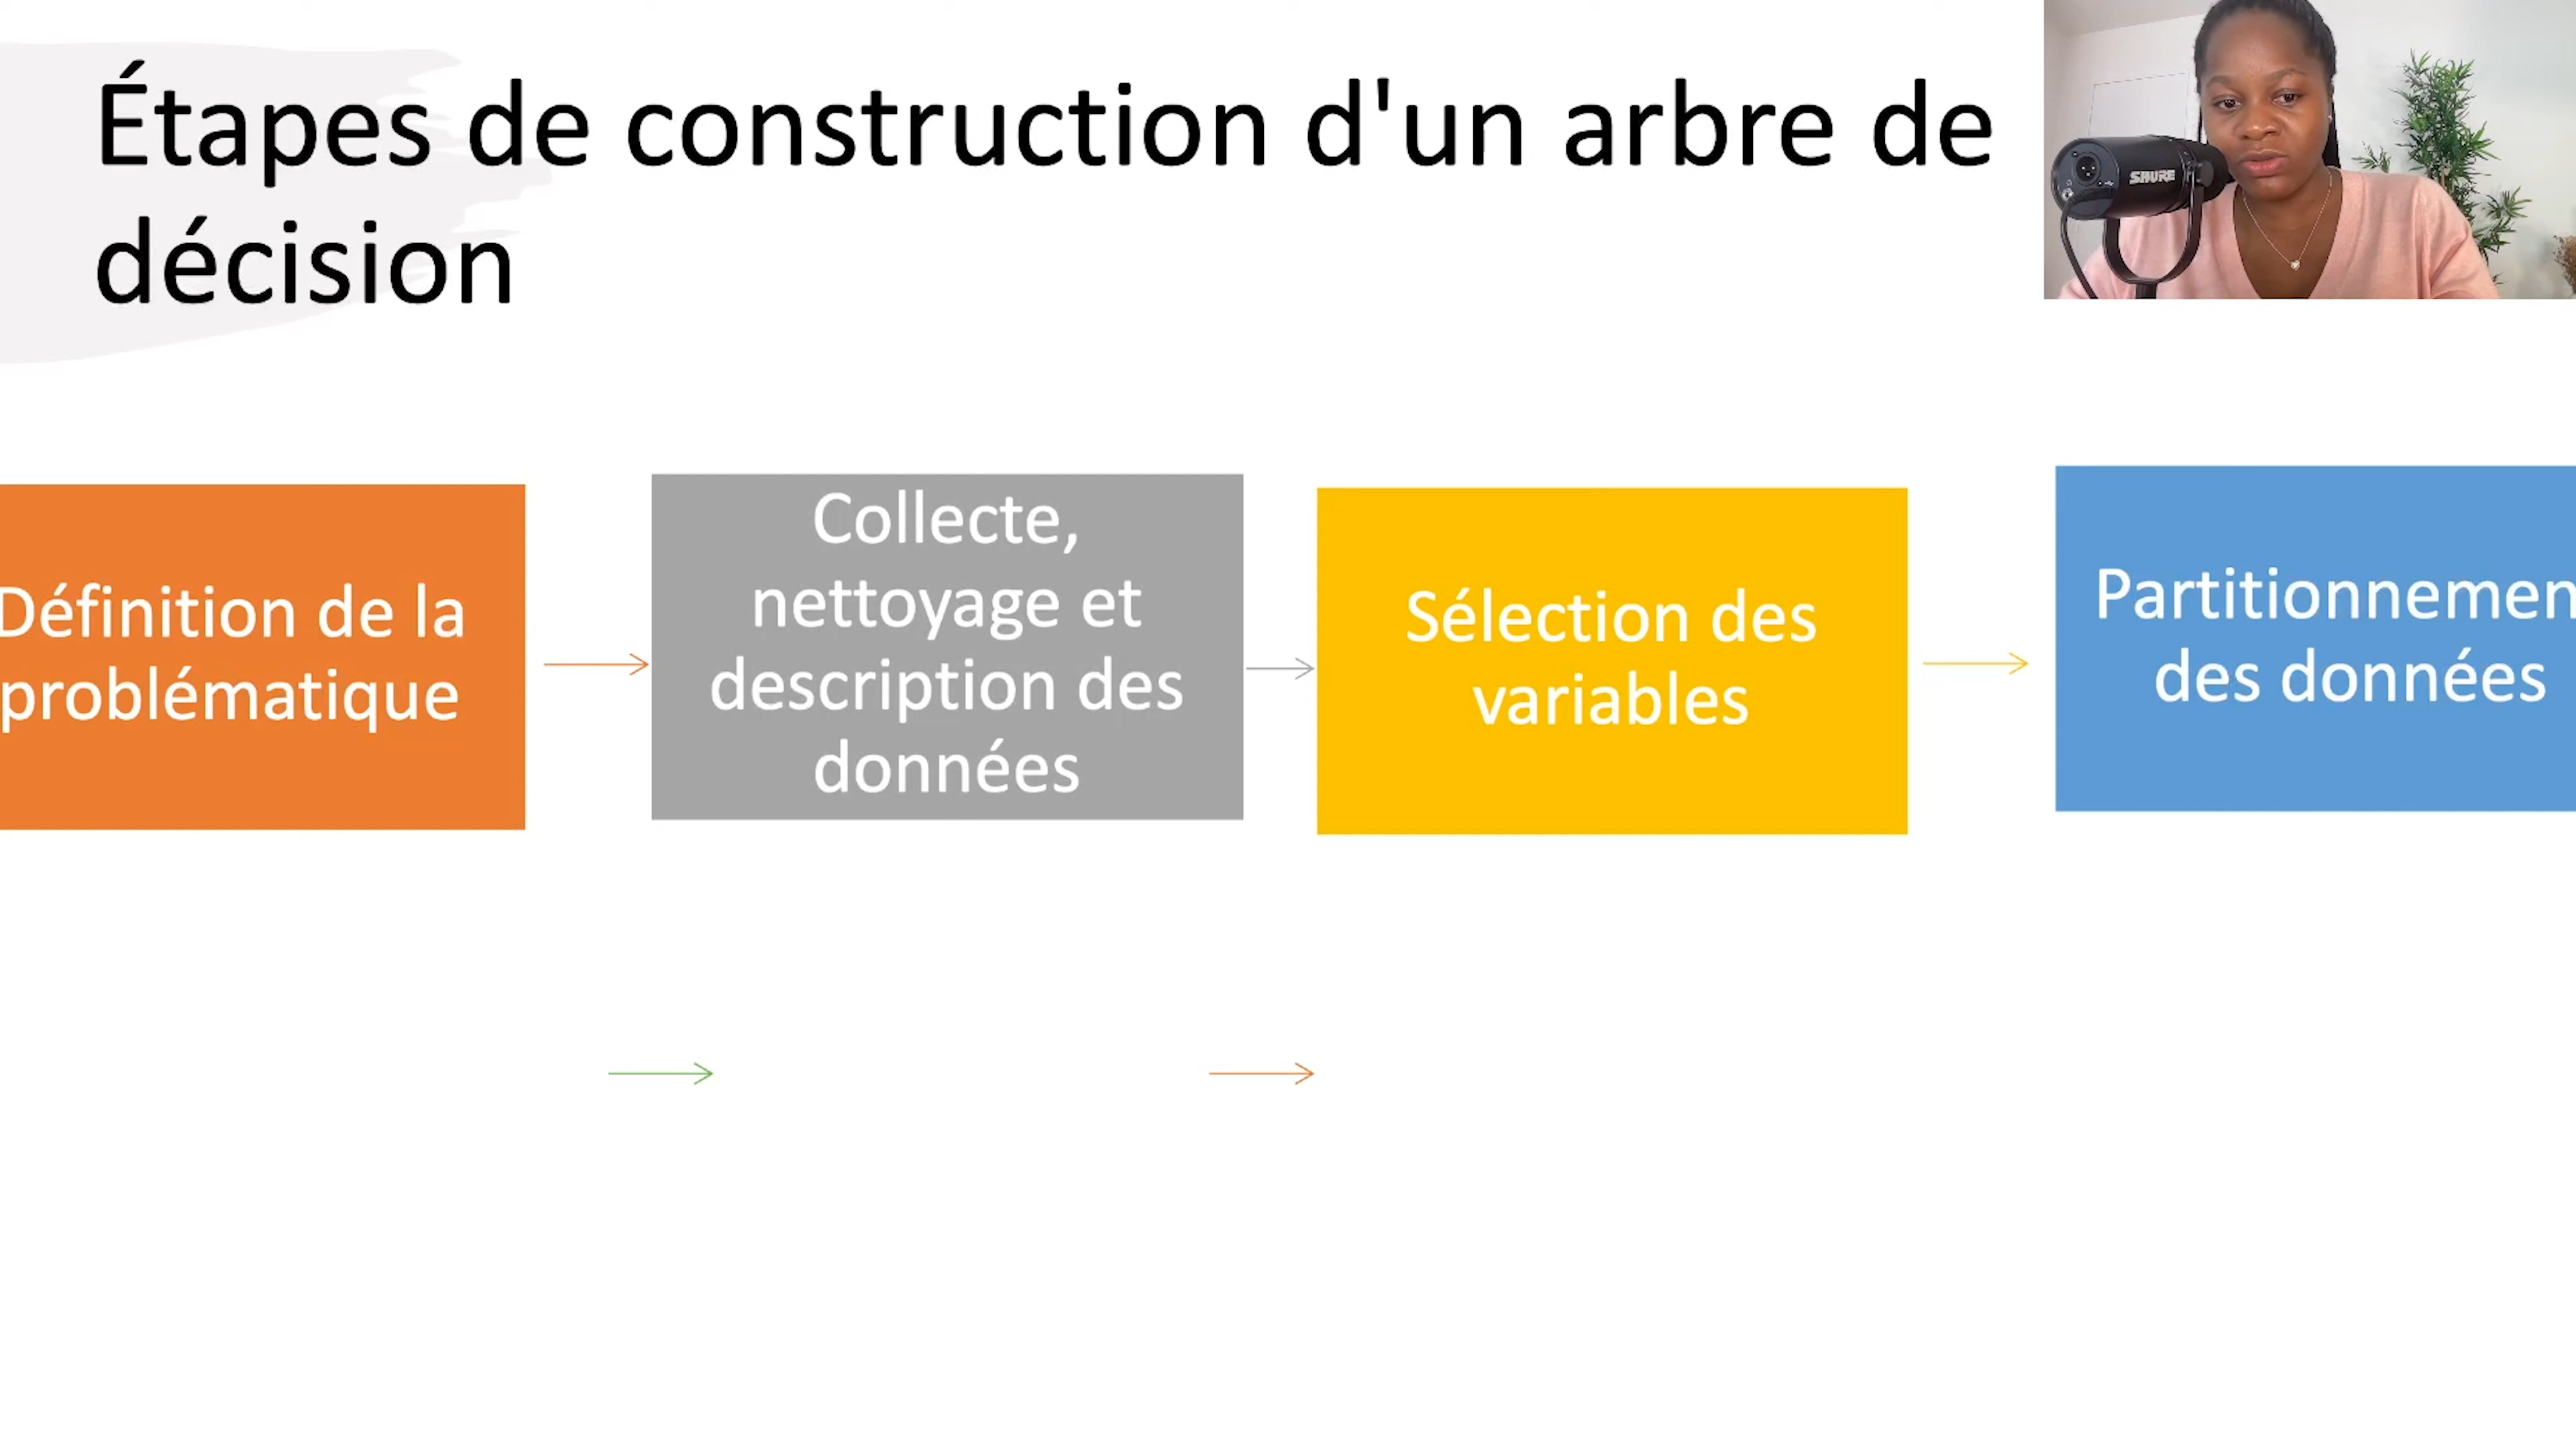 Étapes de construction d'un arbre de
décision
SHURE
Définition de la
problématique
Collecte,
nettoyage et
description des
données
Sélection des
variables
Partitionnemen
des données